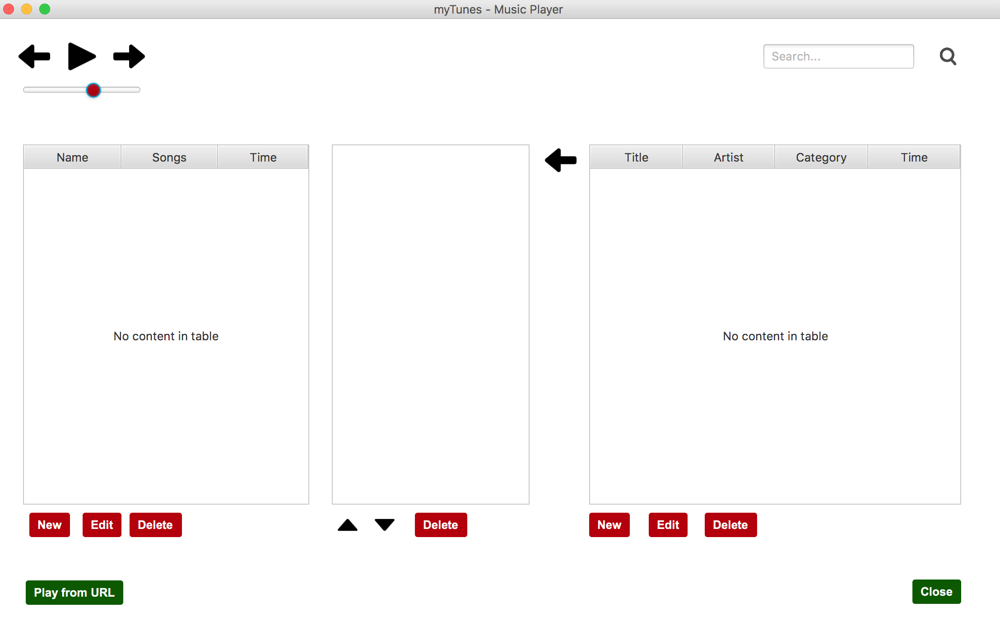 myTunes - Music Player
Search...
Name Songs Time
Title Artist Category Time
No content in table
No content in table
New Edit Delete
Delete
New Edit Delete
Play from URL
Close